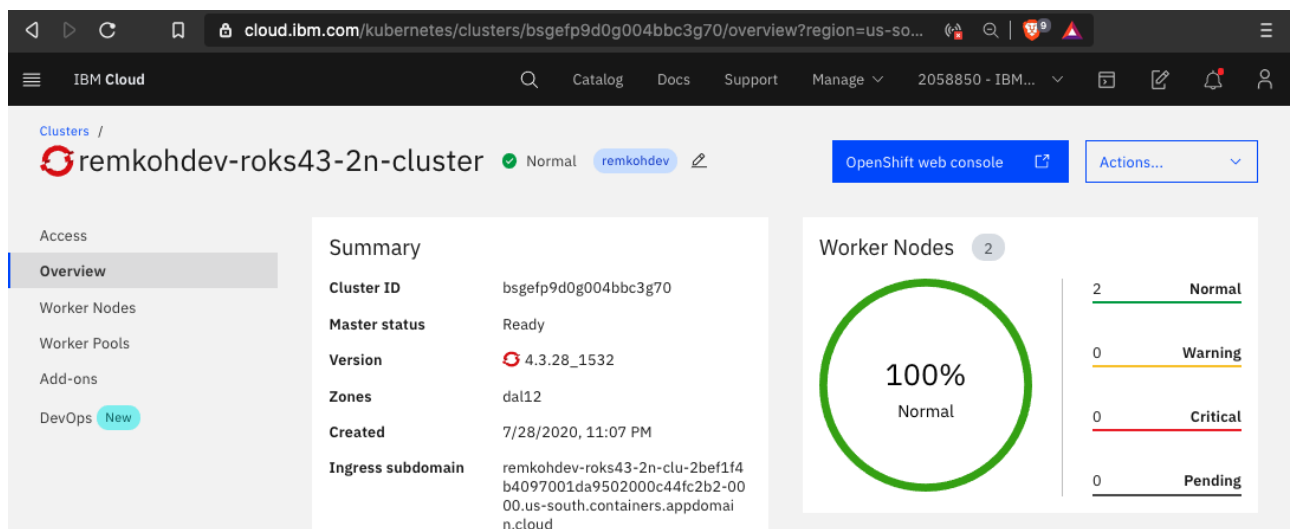 cloud.ibm.com/kubernetes/clusters/bsgefp9d0g004bbc3g70/overview?region=us-so...
9
IBM Cloud
Catalog
Docs
Support
Manage
2058850 - IBM...
Clusters /
remkohdev-roks43-2n-cluster
Normal
remkohdev
OpenShift web console
Actions...
Access
Overview
Worker Nodes
Worker Pools
Add-ons
DevOps New
Summary
Cluster ID bsgefp9d0g004bbc3g70
Master status Ready
Version 4.3.28_1532
Zones dal12
Created 7/28/2020, 11:07 PM
Ingress subdomain remkohdev-roks43-2n-clu-2bef1f4
b4097001da9502000c44fc2b2-00
00.us-south.containers.appdomai
n.cloud
Worker Nodes 2
100%
Normal
2 Normal
0 Warning
0 Critical
0 Pending